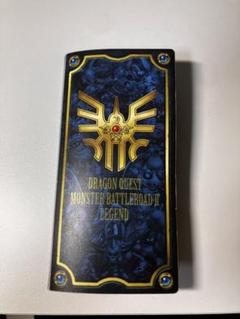 DRAGON QUEST
MONSTER BATTLEROAD II
LEGEND